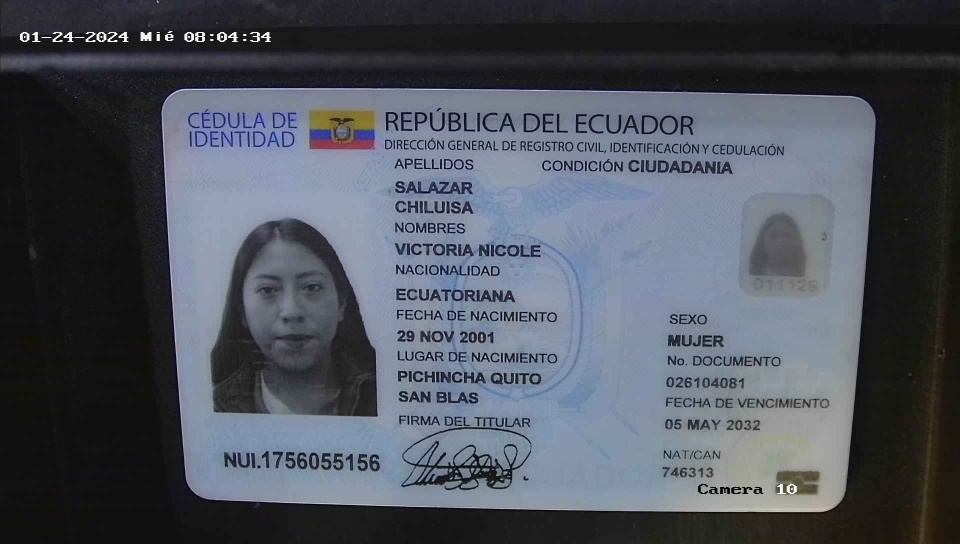 01-24-2024 Mié 08:04:34
CÉDULA DE
IDENTIDAD
REPÚBLICA DEL ECUADOR
DIRECCIÓN GENERAL DE REGISTRO CIVIL, IDENTIFICACIÓN Y CEDULACIÓN
APELLIDOS
CONDICIÓN CIUDADANIA
SALAZAR
CHILUISA
NOMBRES
VICTORIA NICOLE
NACIONALIDAD
ECUATORIANA
FECHA DE NACIMIENTO
29 NOV 2001
LUGAR DE NACIMIENTO
PICHINCHA QUITO
SAN BLAS
FIRMA DEL TITULAR
011129
SEXO
MUJER
No. DOCUMENTO
026104081
FECHA DE VENCIMIENTO
05 MAY 2032
NAT/CAN
746313
NUI.1756055156
Camera 10